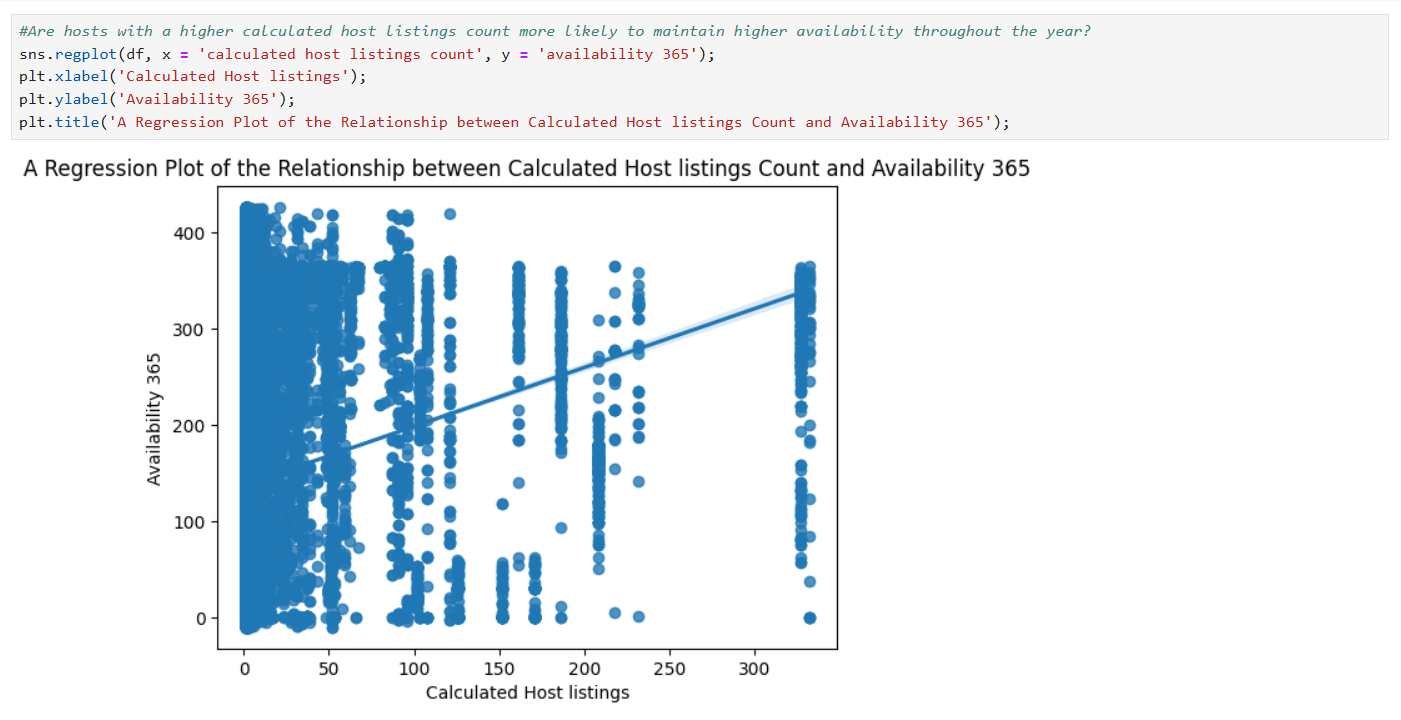 #Are hosts with a higher calculated host listings count more likely to maintain higher availability throughout the year?
sns.regplot(df, x = 'calculated host listings count', y = 'availability 365');
plt.xlabel('Calculated Host listings');
plt.ylabel('Availability 365');
plt.title('A Regression Plot of the Relationship between Calculated Host listings Count and Availability 365');
A Regression Plot of the Relationship between Calculated Host listings Count and Availability 365
Availability 365
400
300
200
100
0
0 50 100 150 200 250 300
Calculated Host listings